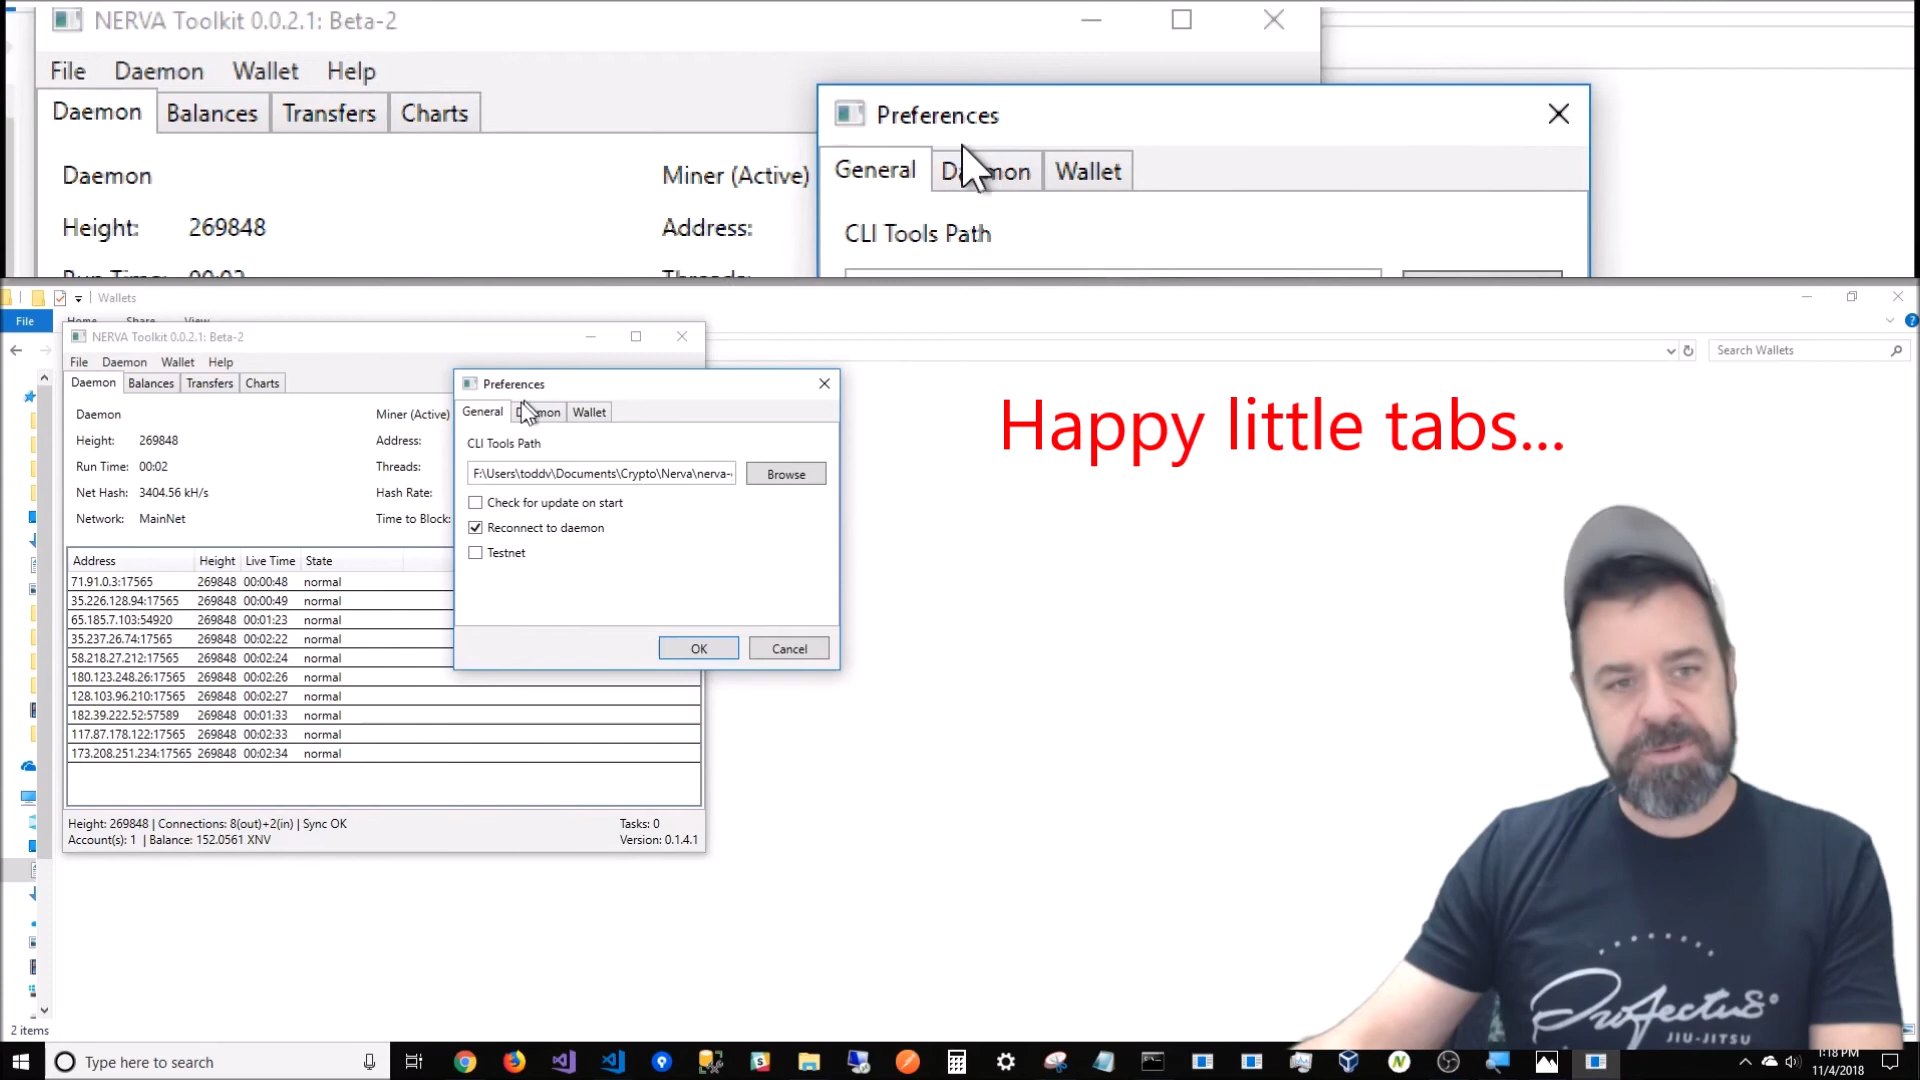 NERVA Toolkit 0.0.2.1: Beta-2
File Daemon Wallet Help
Daemon Balances Transfers Charts
Daemon
Miner (Active)
Height: 269848
Address:
Preferences
General Daemon Wallet
CLI Tools Path
Wallets
File Home Share View
Search Wallets
NERVA Toolkit 0.0.2.1: Beta-2
File Daemon Wallet Help
Daemon Balances Transfers Charts
Daemon
Height: 269848
Run Time: 00:02
Net Hash: 3404.56 kH/s
Network: MainNet
Miner (Active)
Address:
Threads:
Hash Rate:
Time to Block:
Address Height Live Time State
71.91.0.3:17565 269848 00:00:48 normal
35.226.128.94:17565 269848 00:00:49 normal
65.185.7.103:54920 269848 00:01:23 normal
35.237.26.74:17565 269848 00:02:22 normal
58.218.27.212:17565 269848 00:02:24 normal
180.123.248.26:17565 269848 00:02:26 normal
128.103.96.210:17565 269848 00:02:27 normal
182.39.222.52:57589 269848 00:01:33 normal
117.87.178.122:17565 269848 00:02:33 normal
173.208.251.234:17565 269848 00:02:34 normal
Height: 269848 | Connections: 8(out)+2(in) | Sync OK
Tasks: 0
Account(s): 1 | Balance: 152.0561 XNV
Version: 0.1.4.1
Preferences
General Daemon Wallet
CLI Tools Path
F:\Users\toddv\Documents\Crypto\Nerva\nerva-
Browse
Check for update on start
Reconnect to daemon
Testnet
OK Cancel
Happy little tabs...
Profectus
JIU-JITSU
2 items
Type here to search
1:18 PM
11/4/2018